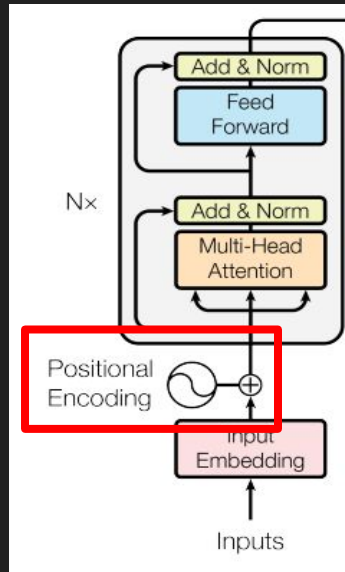 Add & Norm
Feed
Forward
N×
Add & Norm
Multi-Head
Attention
Positional
Encoding
Input
Embedding
Inputs